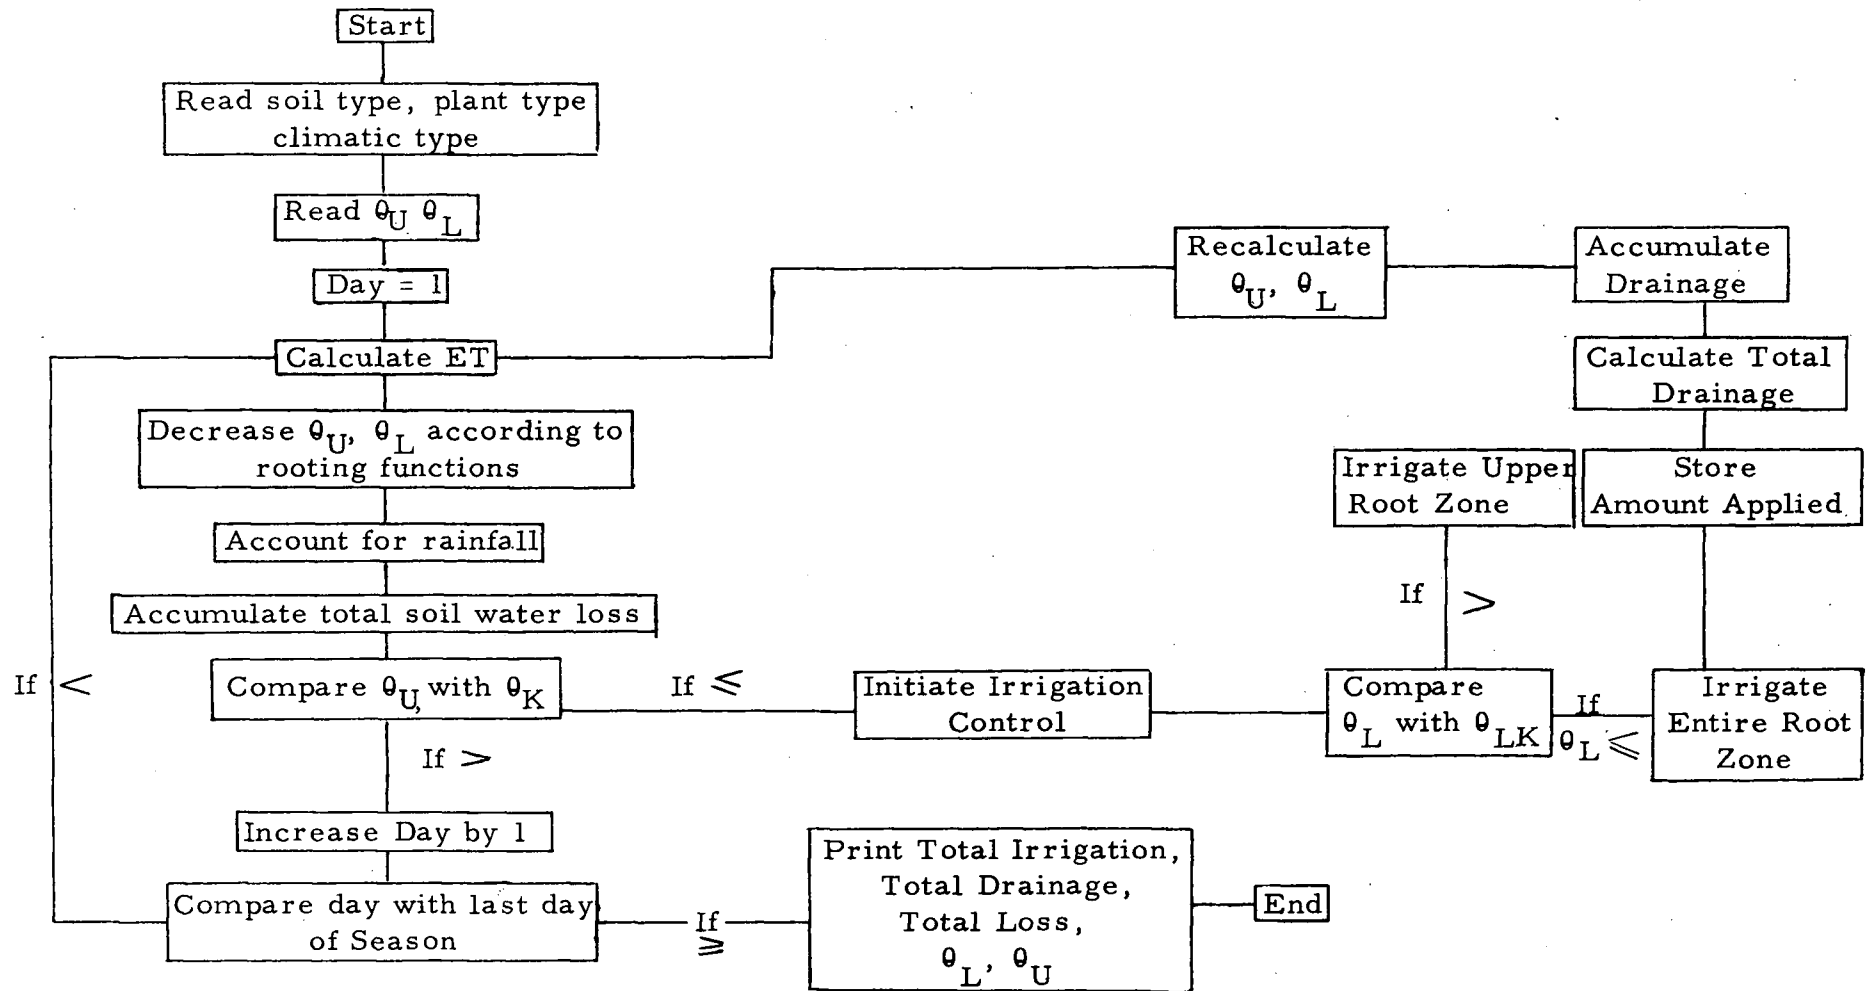 Start
Read soil type, plant type
climatic type
Read θU θL
Day = 1
Calculate ET
Decrease θU, θL according to
rooting functions
Account for rainfall
Accumulate total soil water loss
If <
Compare θU, with θK
If >
Increase Day by 1
Compare day with last day
of Season
If ≤
Initiate Irrigation
Control
Compare
θL with θLK
If >
Irrigate Upper
Root Zone
If
θL ≤
Irrigate
Entire Root
Zone
Store
Amount Applied
Calculate Total
Drainage
Accumulate
Drainage
Recalculate
θU, θL
If
≥
Print Total Irrigation,
Total Drainage,
Total Loss,
θL, θU
End